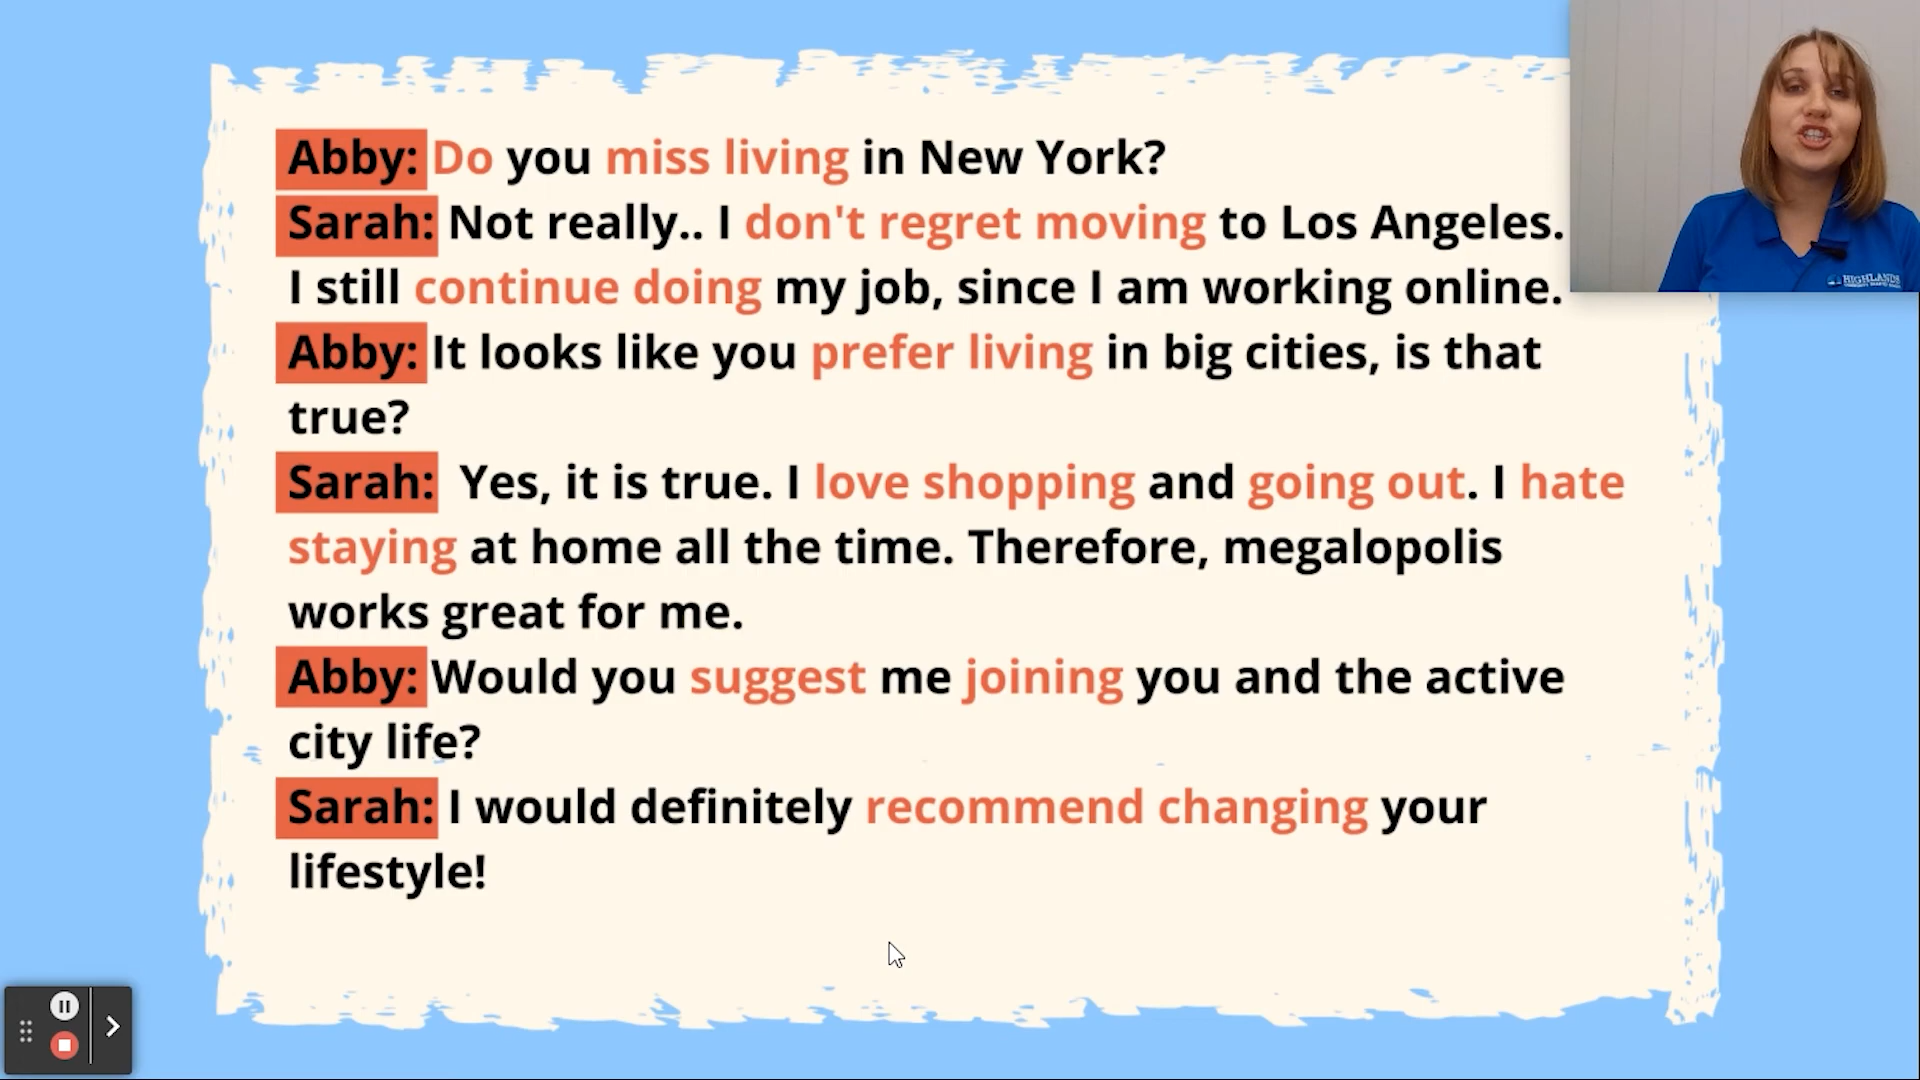 Abby: Do you miss living in New York?
Sarah: Not really.. I don't regret moving to Los Angeles.
I still continue doing my job, since I am working online.
Abby: It looks like you prefer living in big cities, is that
true?
Sarah: Yes, it is true. I love shopping and going out. I hate
staying at home all the time. Therefore, megalopolis
works great for me.
Abby: Would you suggest me joining you and the active
city life?
Sarah: I would definitely recommend changing your
lifestyle!
HIGHLANDS